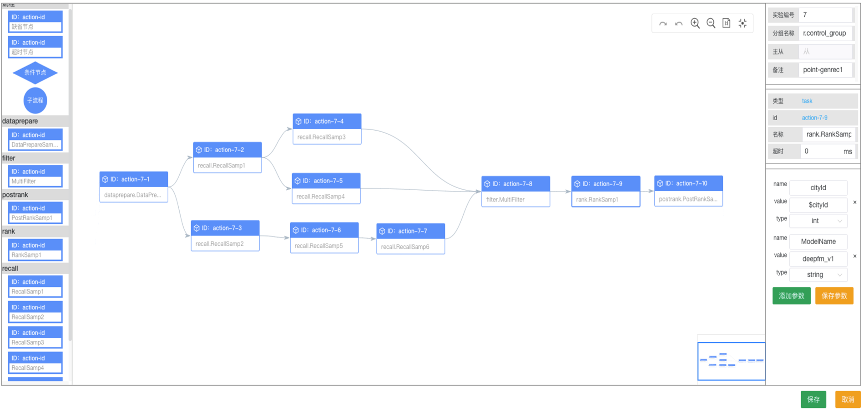 ID: action-id
缺省节点
ID: action-id
超时节点
条件节点
子流程
dataprepare
ID: action-id
DataPrepareSam...
filter
ID: action-id
MultiFilter
postrank
ID: action-id
PostRankSamp1
rank
ID: action-id
RankSamp1
recall
ID: action-id
RecallSamp1
ID: action-id
RecallSamp2
ID: action-id
RecallSamp3
ID: action-id
RecallSamp4
ID: action-7-1
dataprepare.DataPre...
ID: action-7-2
recall.RecallSamp1
ID: action-7-3
recall.RecallSamp2
ID: action-7-4
recall.RecallSamp3
ID: action-7-5
recall.RecallSamp4
ID: action-7-6
recall.RecallSamp5
ID: action-7-7
recall.RecallSamp6
ID: action-7-8
filter.MultiFilter
ID: action-7-9
rank.RankSamp1
ID: action-7-10
postrank.PostRankSa...
实验编号 7
分组名称 r.control_group
主从 从
备注 point-genrec1
类型 task
id action-7-9
名称 rank.RankSamp
超时 0 ms
name cityId
value $cityId ×
type int
name ModelName
value deepfm_v1 ×
type string
添加参数 保存参数
保存 取消